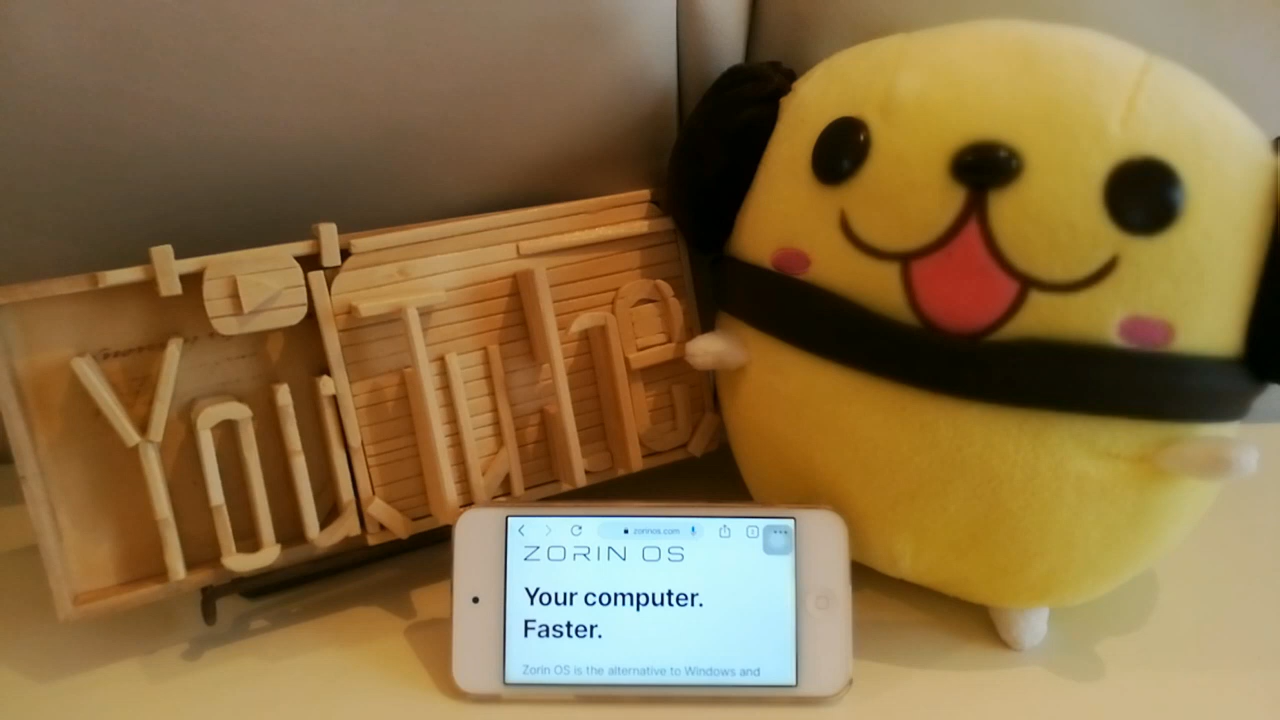 YouTube
zorinos.com
ZORIN OS
Your computer.
Faster.
Zorin OS is the alternative to Windows and